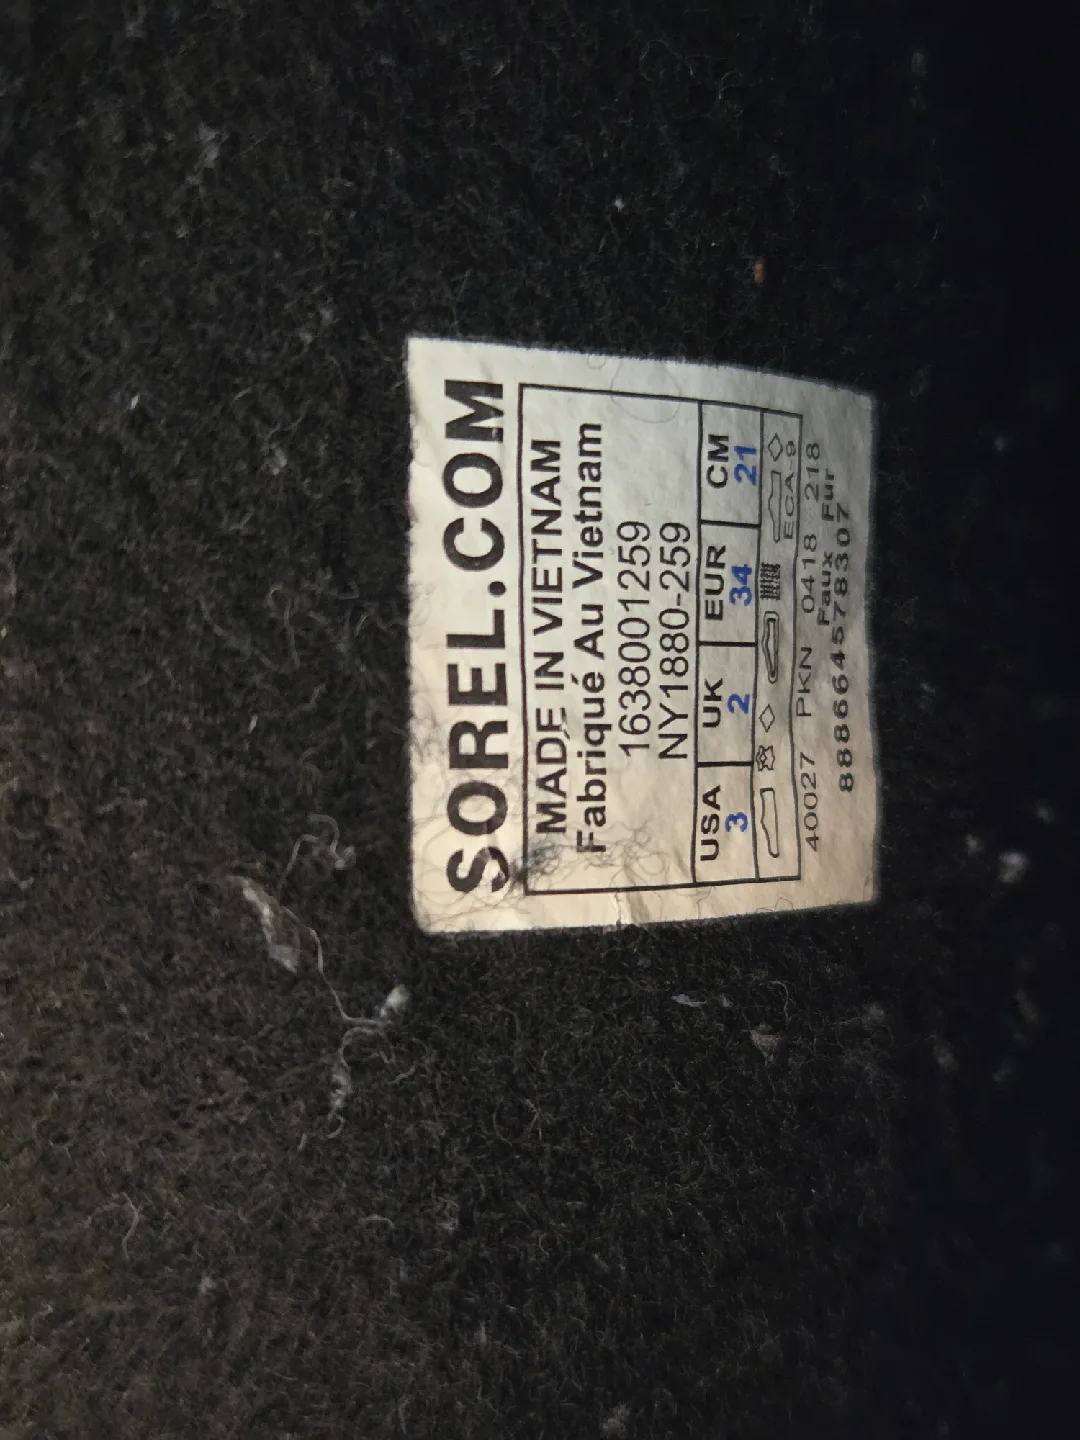 SOREL.COM
MADE IN VIETNAM
Fabriqué Au Vietnam
1638001259
NY1880-259
USA UK EUR CM
3 2 34 21
ECA-9
40027 PKN 0418 218
Faux Fur
888664578307